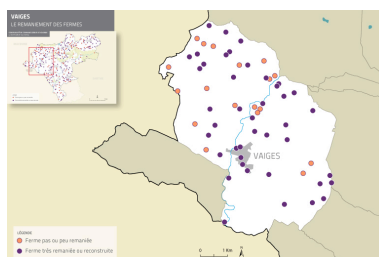 VAIGES
LE REMANIEMENT DES FERMES
VAIGES
LÉGENDE
Ferme pas ou peu remaniée
Ferme très remaniée ou reconstruite
0 1 Km
N